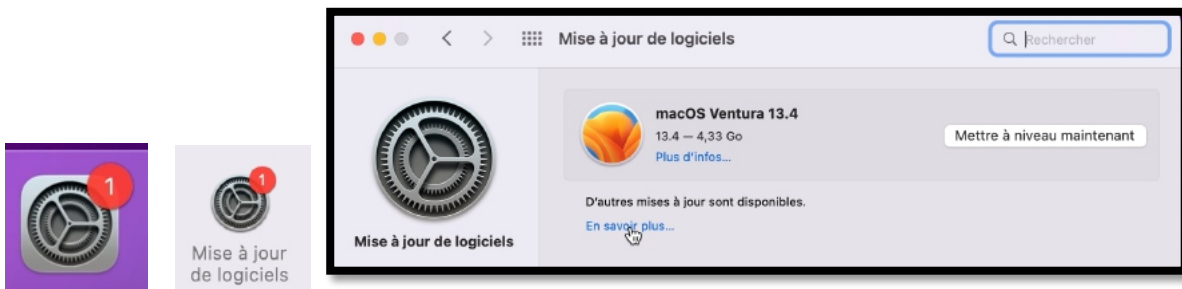 1
1
Mise à jour
de logiciels
Mise à jour de logiciels
Rechercher
macOS Ventura 13.4
13.4 — 4,33 Go
Plus d'infos...
Mettre à niveau maintenant
D'autres mises à jour sont disponibles.
En savoir plus...
Mise à jour de logiciels